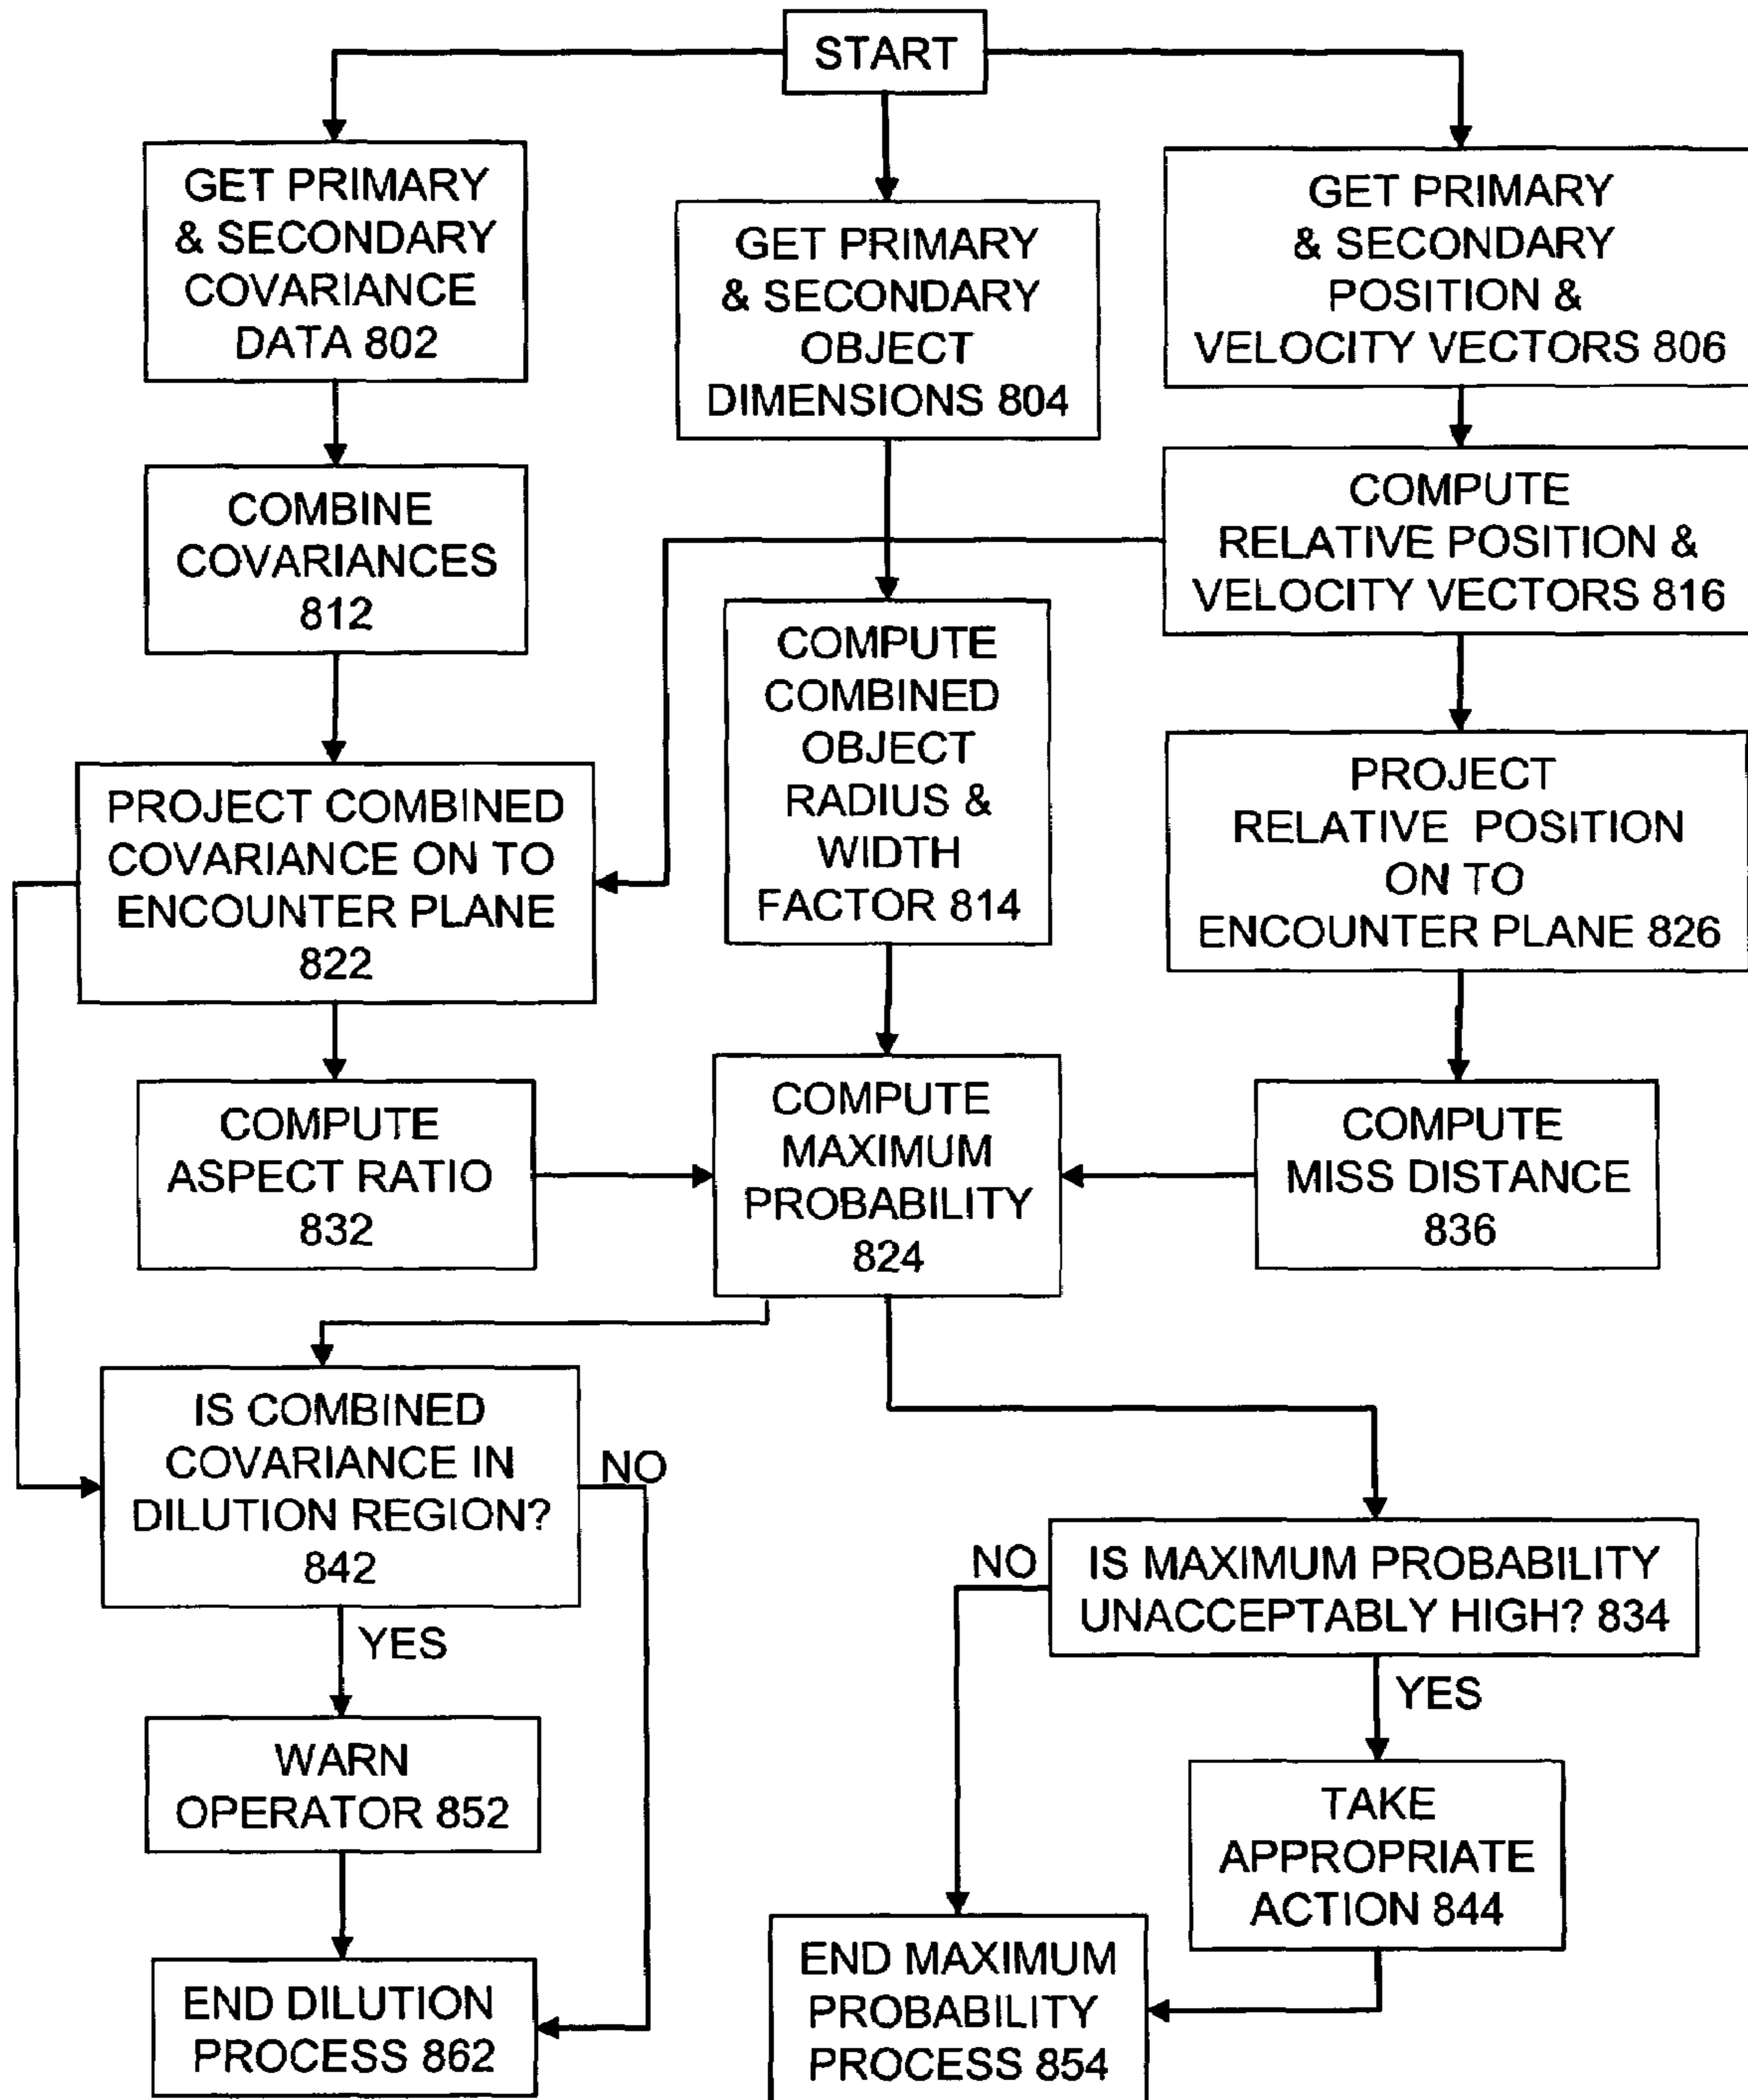 START
GET PRIMARY
& SECONDARY
COVARIANCE
DATA 802
GET PRIMARY
& SECONDARY
OBJECT
DIMENSIONS 804
GET PRIMARY
& SECONDARY
POSITION &
VELOCITY VECTORS 806
COMBINE
COVARIANCES
812
COMPUTE
COMBINED
OBJECT
RADIUS &
WIDTH
FACTOR 814
COMPUTE
RELATIVE POSITION &
VELOCITY VECTORS 816
PROJECT COMBINED
COVARIANCE ON TO
ENCOUNTER PLANE
822
PROJECT
RELATIVE POSITION
ON TO
ENCOUNTER PLANE 826
COMPUTE
ASPECT RATIO
832
COMPUTE
MAXIMUM
PROBABILITY
824
COMPUTE
MISS DISTANCE
836
IS COMBINED
COVARIANCE IN
DILUTION REGION?
842
NO
YES
NO
IS MAXIMUM PROBABILITY
UNACCEPTABLY HIGH? 834
YES
WARN
OPERATOR 852
TAKE
APPROPRIATE
ACTION 844
END DILUTION
PROCESS 862
END MAXIMUM
PROBABILITY
PROCESS 854